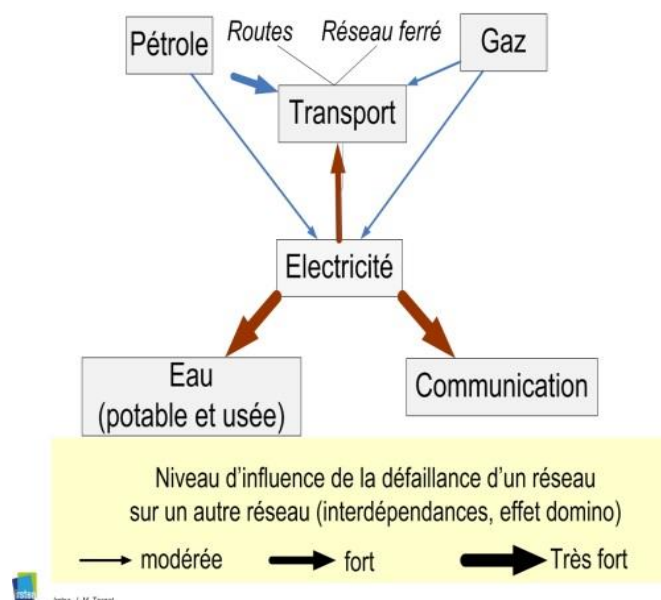 Pétrole
Routes
Réseau ferré
Gaz
Transport
Electricité
Eau
(potable et usée)
Communication
Niveau d'influence de la défaillance d'un réseau
sur un autre réseau (interdépendances, effet domino)
modérée
fort
Très fort